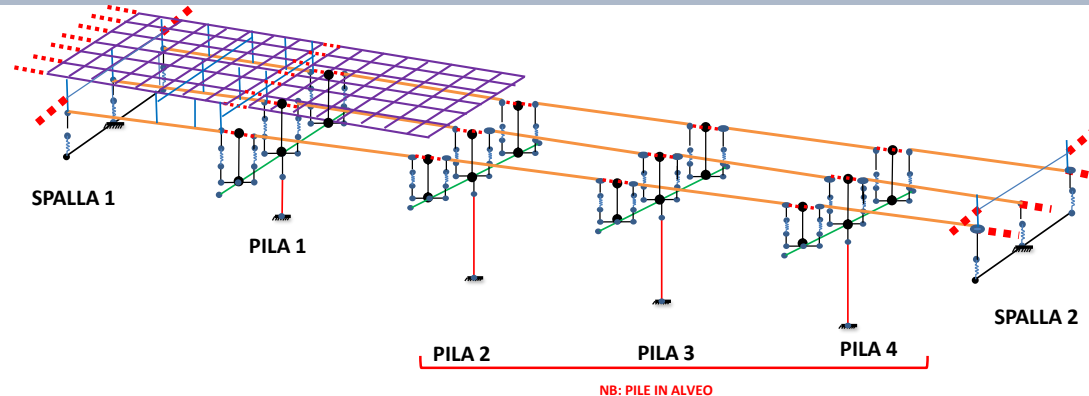 SPALLA 1
PILA 1
PILA 2
PILA 3
PILA 4
SPALLA 2
NB: PILE IN ALVEO